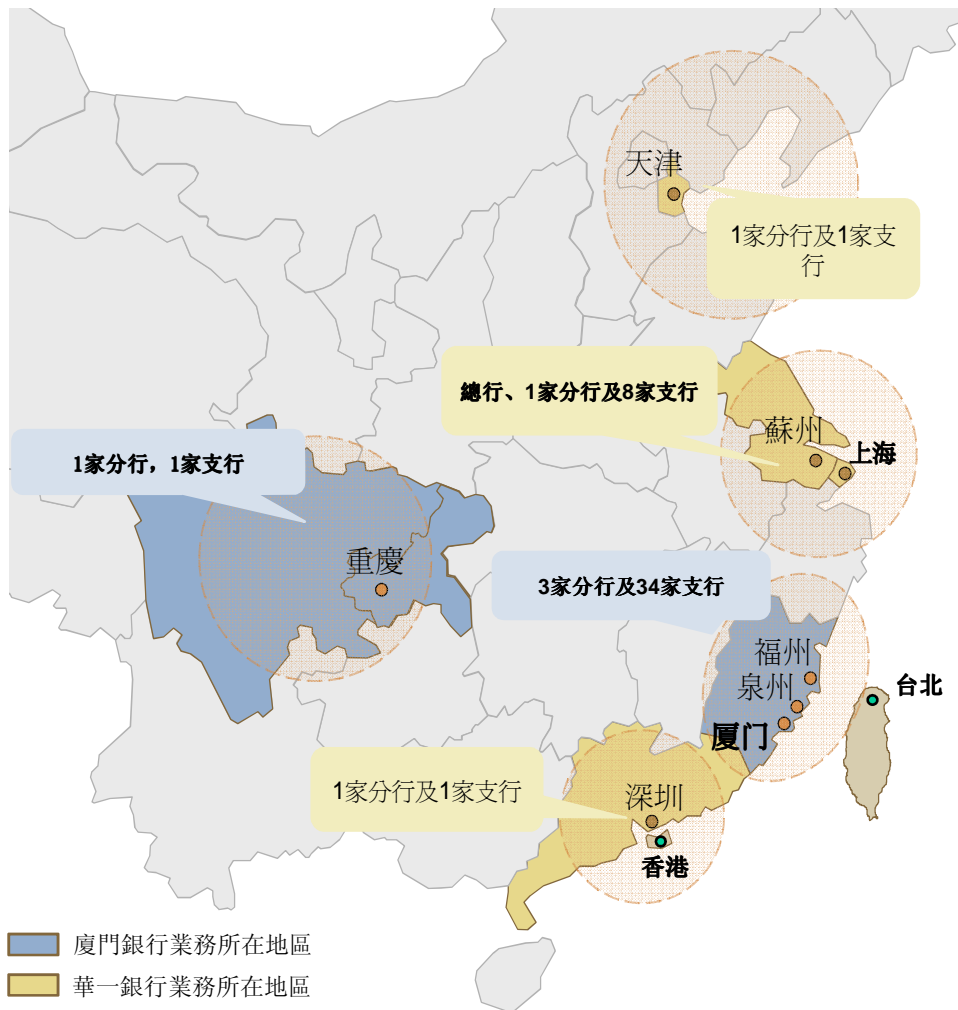 天津
1家分行及1家支
行
總行、1家分行及8家支行
蘇州
上海
1家分行，1家支行
重慶
3家分行及34家支行
福州
泉州
厦门
台北
1家分行及1家支行
深圳
香港
廈門銀行業務所在地區
華一銀行業務所在地區